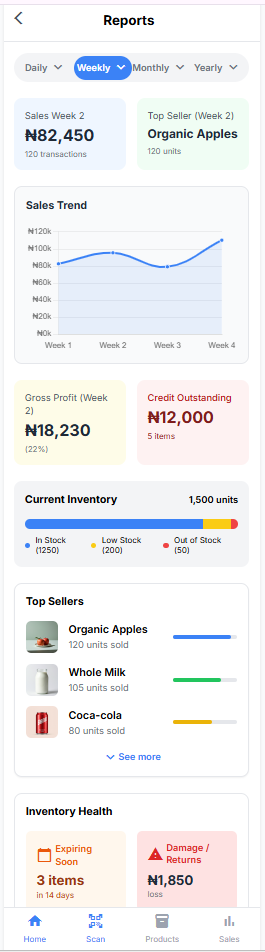 Reports
Daily Weekly Monthly Yearly
Sales Week 2
₦82,450
120 transactions
Top Seller (Week 2)
Organic Apples
120 units
Sales Trend
₦120k
₦100k
₦80k
₦60k
₦40k
₦20k
₦0k
Week 1 Week 2 Week 3 Week 4
Gross Profit (Week
2)
₦18,230
(22%)
Credit Outstanding
₦12,000
5 items
Current Inventory 1,500 units
In Stock
(1250)
Low Stock
(200)
Out of Stock
(50)
Top Sellers
Organic Apples
120 units sold
Whole Milk
105 units sold
Coca-cola
80 units sold
See more
Inventory Health
Expiring
Soon
3 items
in 14 days
Damage /
Returns
₦1,850
loss
Home Scan Products Sales